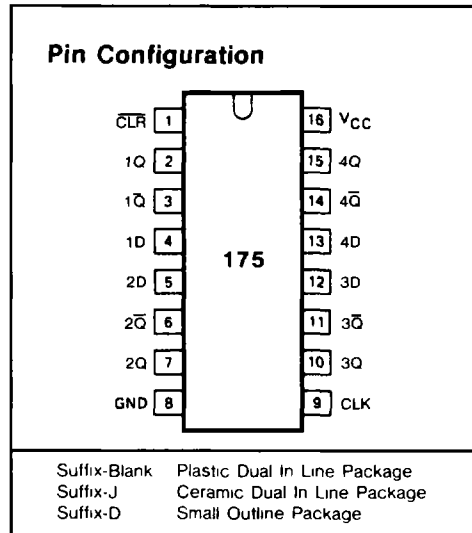 Pin Configuration
C̅L̅R̅ 1 16 VCC
1Q 2 15 4Q
1Q̅ 3 14 4Q̅
1D 4 13 4D
175
2D 5 12 3D
2Q̅ 6 11 3Q̅
2Q 7 10 3Q
GND 8 9 CLK
Suffix-Blank Plastic Dual In Line Package
Suffix-J Ceramic Dual In Line Package
Suffix-D Small Outline Package